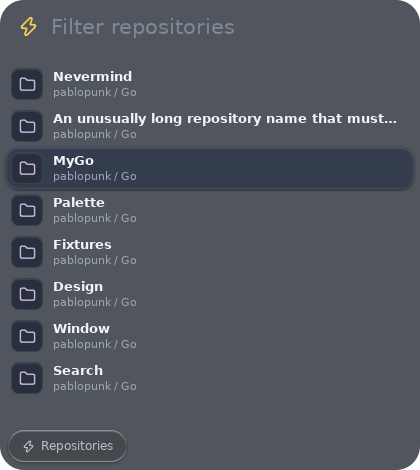 Filter repositories
Nevermind
pablopunk / Go
An unusually long repository name that must...
pablopunk / Go
MyGo
pablopunk / Go
Palette
pablopunk / Go
Fixtures
pablopunk / Go
Design
pablopunk / Go
Window
pablopunk / Go
Search
pablopunk / Go
Repositories